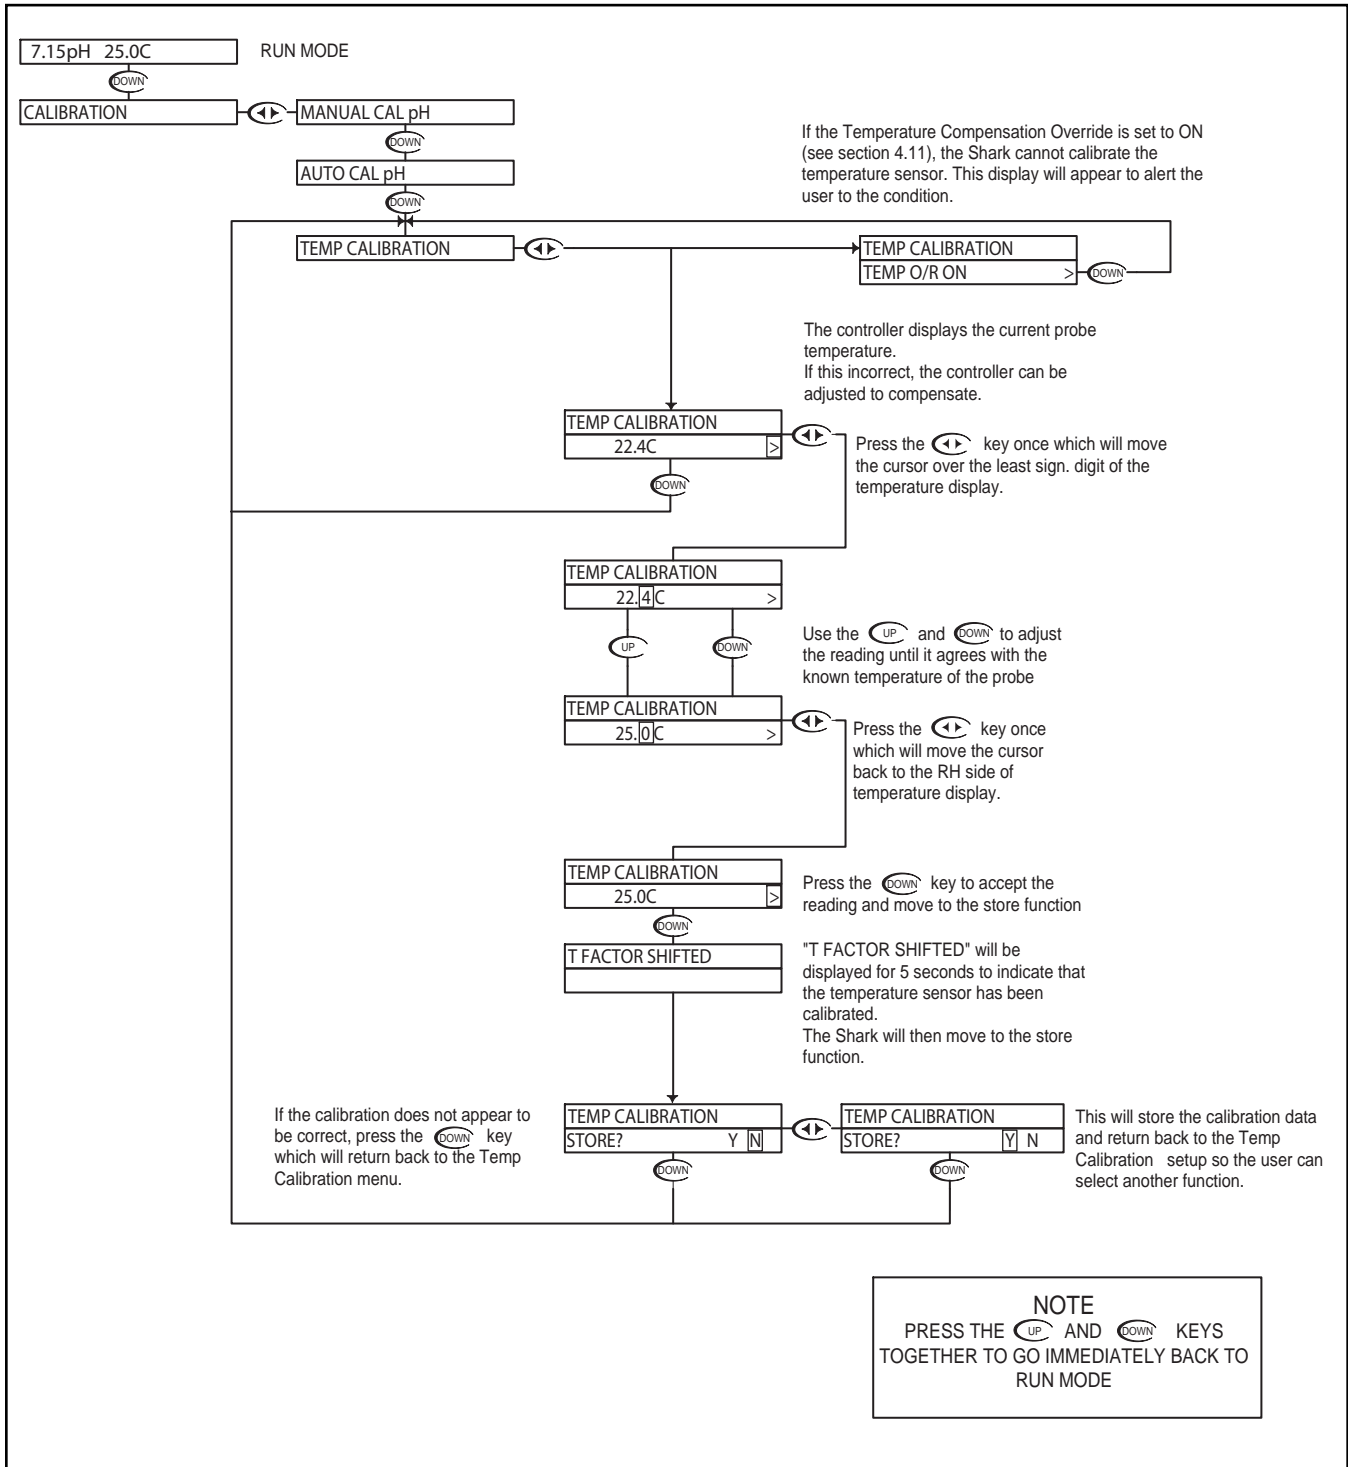 7.15pH 25.0C
RUN MODE
DOWN
CALIBRATION
MANUAL CAL pH
DOWN
AUTO CAL pH
DOWN
If the Temperature Compensation Override is set to ON
(see section 4.11), the Shark cannot calibrate the
temperature sensor. This display will appear to alert the
user to the condition.
TEMP CALIBRATION
TEMP CALIBRATION
TEMP O/R ON >
DOWN
The controller displays the current probe
temperature.
If this incorrect, the controller can be
adjusted to compensate.
TEMP CALIBRATION
22.4C >
DOWN
Press the key once which will move
the cursor over the least sign. digit of the
temperature display.
TEMP CALIBRATION
22.4C >
UP
DOWN
Use the UP and DOWN to adjust
the reading until it agrees with the
known temperature of the probe
TEMP CALIBRATION
25.0C >
Press the key once
which will move the cursor
back to the RH side of
temperature display.
TEMP CALIBRATION
25.0C >
DOWN
Press the DOWN key to accept the
reading and move to the store function
T FACTOR SHIFTED
"T FACTOR SHIFTED" will be
displayed for 5 seconds to indicate that
the temperature sensor has been
calibrated.
The Shark will then move to the store
function.
If the calibration does not appear to
be correct, press the DOWN key
which will return back to the Temp
Calibration menu.
TEMP CALIBRATION
STORE? Y N
DOWN
TEMP CALIBRATION
STORE? Y N
DOWN
This will store the calibration data
and return back to the Temp
Calibration setup so the user can
select another function.
NOTE
PRESS THE UP AND DOWN KEYS
TOGETHER TO GO IMMEDIATELY BACK TO
RUN MODE